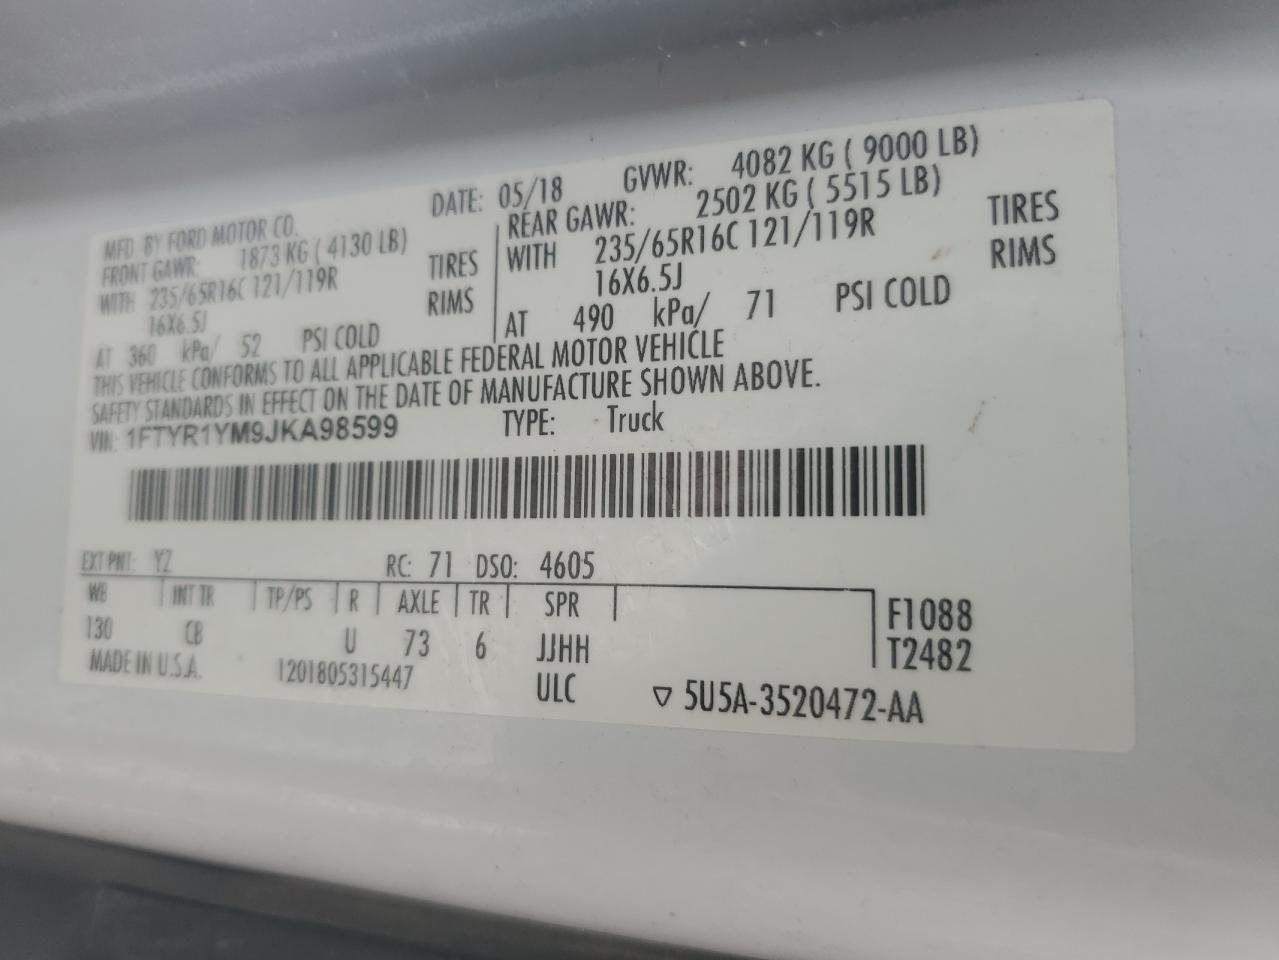 MFD. BY FORD MOTOR CO.
DATE: 05/18 GVWR: 4082 KG ( 9000 LB)
FRONT GAWR: 1873 KG ( 4130 LB)
WITH 235/65R16C 121/119R TIRES
16X6.5J RIMS
AT 360 kPa/ 52 PSI COLD
REAR GAWR: 2502 KG ( 5515 LB)
WITH 235/65R16C 121/119R TIRES
16X6.5J RIMS
AT 490 kPa/ 71 PSI COLD
THIS VEHICLE CONFORMS TO ALL APPLICABLE FEDERAL MOTOR VEHICLE
SAFETY STANDARDS IN EFFECT ON THE DATE OF MANUFACTURE SHOWN ABOVE.
VIN: 1FTYR1YM9JKA98599 TYPE: Truck
EXT PNT: YZ RC: 71 DSO: 4605
WB INT TR TP/PS R AXLE TR SPR F1088
130 CB U 73 6 JJHH T2482
MADE IN U.S.A. 1201805315447 ULC ▽ 5U5A-3520472-AA